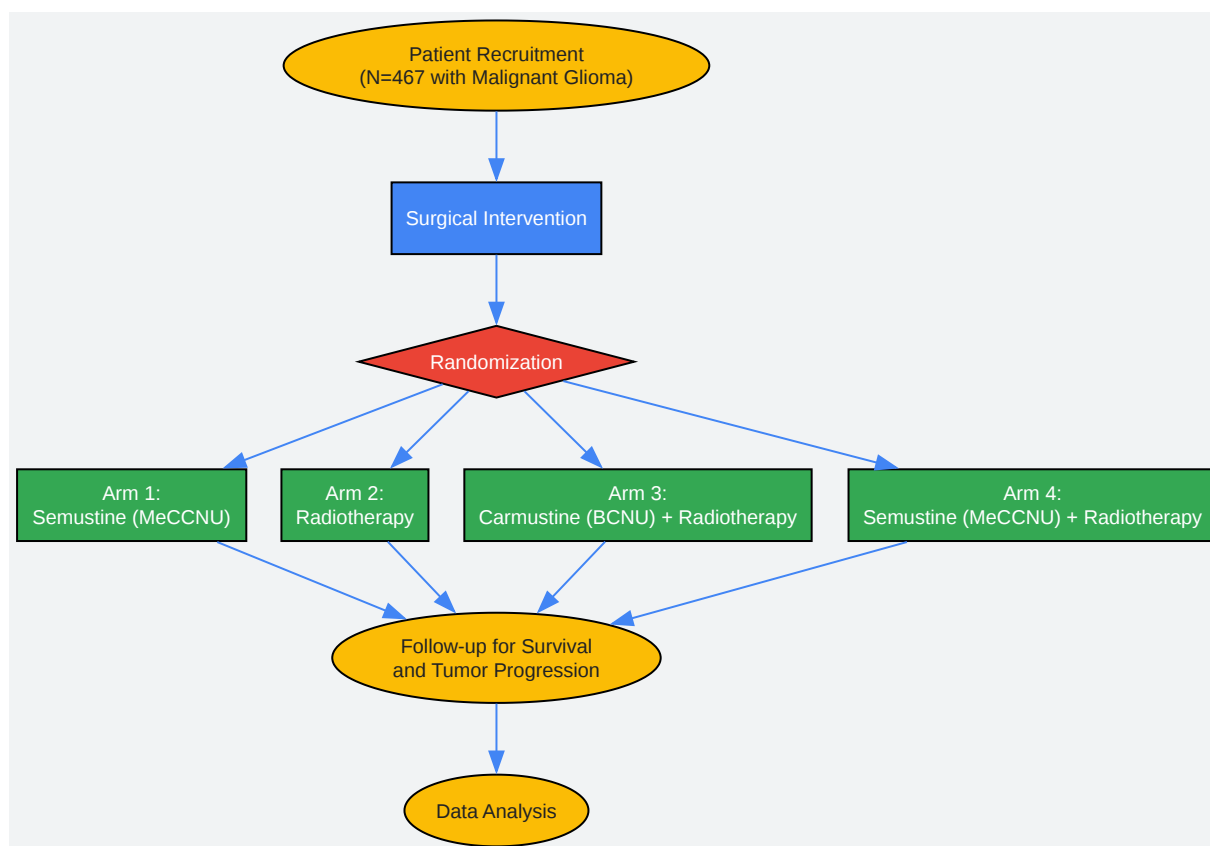 Patient Recruitment
(N=467 with Malignant Glioma)
Surgical Intervention
Randomization
Arm 1:
Semustine (MeCCNU)
Arm 2:
Radiotherapy
Arm 3:
Carmustine (BCNU) + Radiotherapy
Arm 4:
Semustine (MeCCNU) + Radiotherapy
Follow-up for Survival
and Tumor Progression
Data Analysis